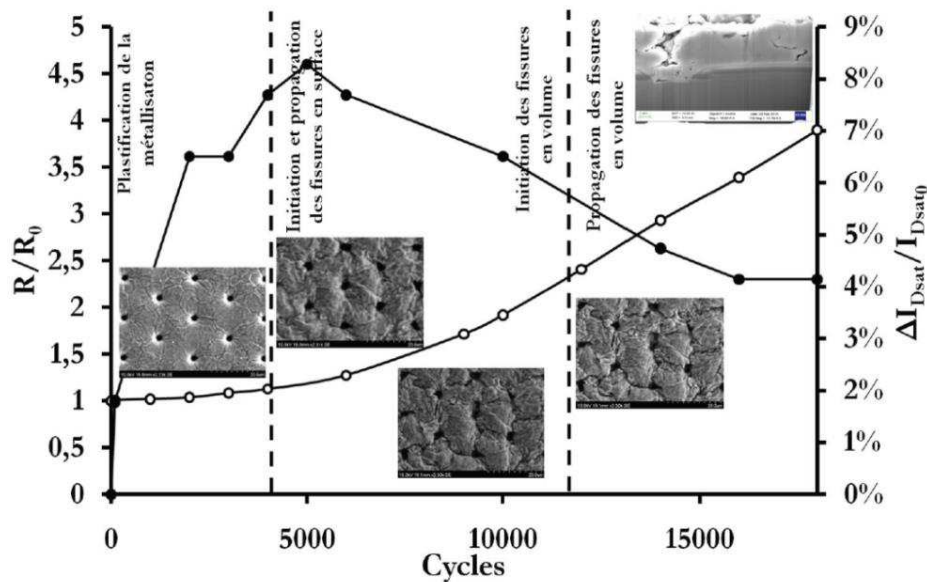 5
4,5
4
3,5
3
2,5
2
1,5
1
0,5
0
R/R0
Plastification de la
métallisaton
Initiation et propagation
des fissures en surface
Initiation des fissures
en volume
Propagation des fissures
en volume
9%
8%
7%
6%
5%
4%
3%
2%
1%
0%
ΔIDsat/IDsat0
0
5000
10000
15000
Cycles